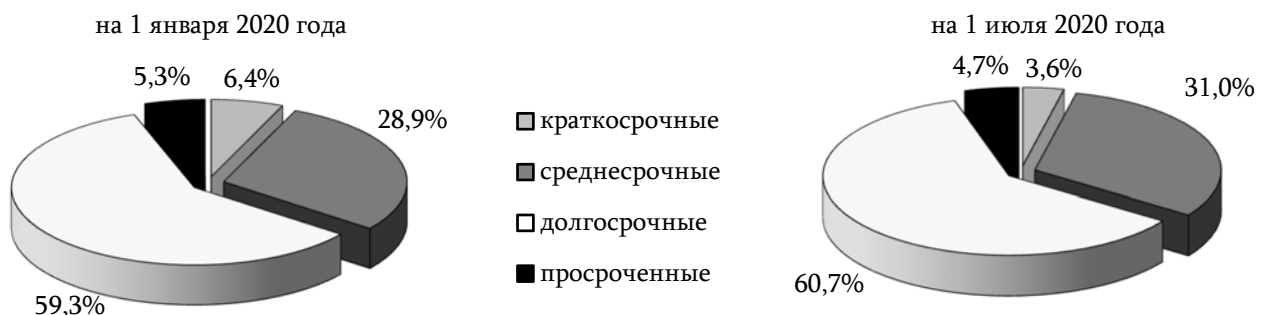 на 1 января 2020 года
5,3%
6,4%
28,9%
59,3%
краткосрочные
среднесрочные
долгосрочные
просроченные
на 1 июля 2020 года
4,7%
3,6%
31,0%
60,7%